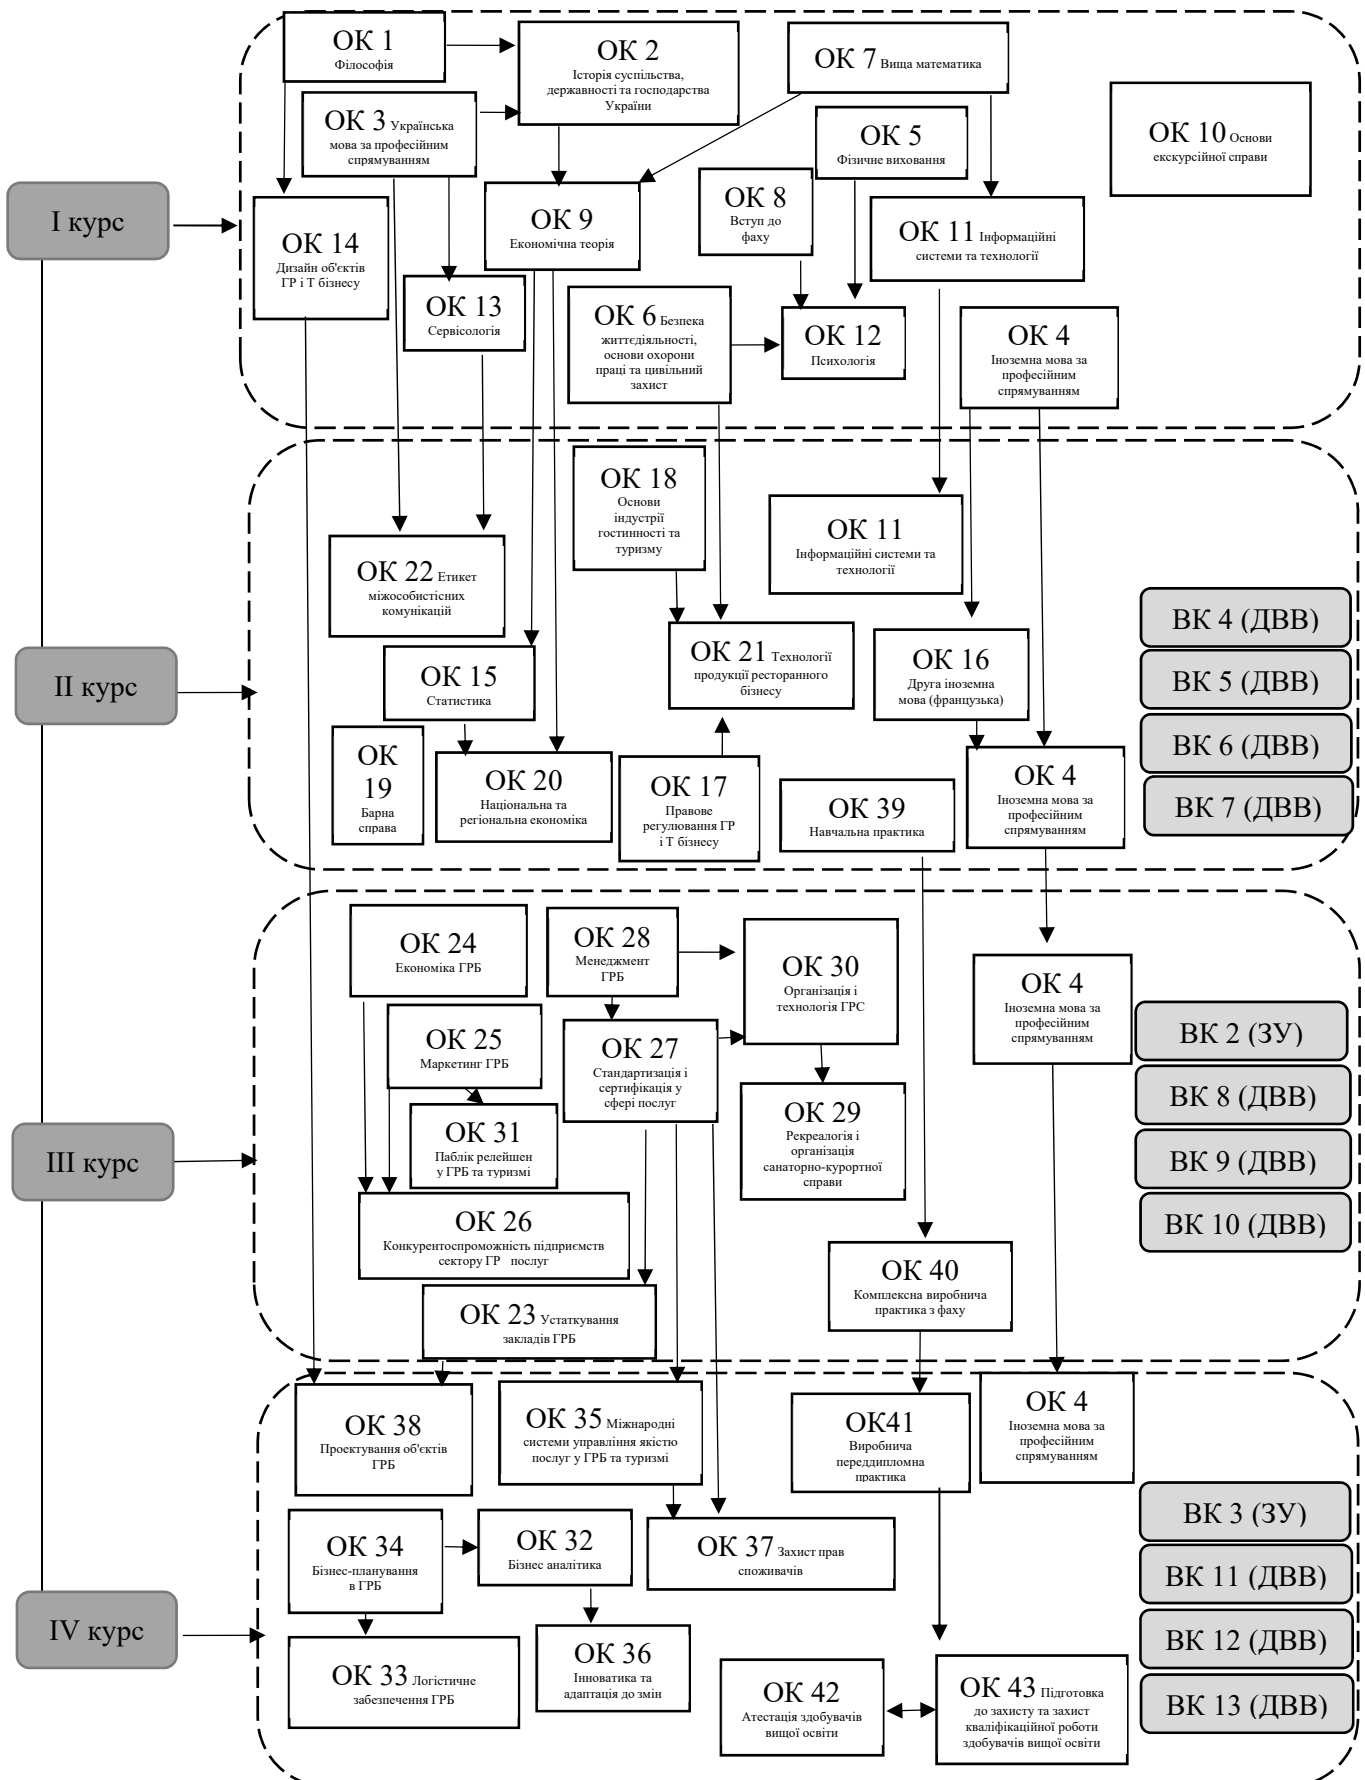 ОК 1
Філософія
ОК 2
Історія суспільства,
державності та господарства
України
ОК 7 Вища математика
ОК 3 Українська
мова за професійним
спрямуванням
ОК 5
Фізичне виховання
ОК 10 Основи
екскурсійної справи
І курс
ОК 14
Дизайн об'єктів
ГР і Т бізнесу
ОК 9
Економічна теорія
ОК 8
Вступ до
фаху
ОК 11 Інформаційні
системи та технології
ОК 13
Сервісологія
ОК 6 Безпека
життєдіяльності,
основи охорони
праці та цивільний
захист
ОК 12
Психологія
ОК 4
Іноземна мова за
професійним
спрямуванням
ОК 18
Основи
індустрії
гостинності та
туризму
ОК 11
Інформаційні системи та
технології
ОК 22 Етикет
міжособистісних
комунікацій
ВК 4 (ДВВ)
ІІ курс
ОК 15
Статистика
ОК 21 Технології
продукції ресторанного
бізнесу
ОК 16
Друга іноземна
мова (французька)
ВК 5 (ДВВ)
ВК 6 (ДВВ)
ОК
19
Барна
справа
ОК 20
Національна та
регіональна економіка
ОК 17
Правове
регулювання ГР
і Т бізнесу
ОК 39
Навчальна практика
ОК 4
Іноземна мова за
професійним
спрямуванням
ВК 7 (ДВВ)
ОК 24
Економіка ГРБ
ОК 28
Менеджмент
ГРБ
ОК 30
Організація і
технологія ГРС
ОК 4
Іноземна мова за
професійним
спрямуванням
ОК 25
Маркетинг ГРБ
ОК 27
Стандартизація і
сертифікація у
сфері послуг
ВК 2 (ЗУ)
ВК 8 (ДВВ)
ІІІ курс
ОК 31
Паблік релейшен
у ГРБ та туризмі
ОК 29
Рекреалогія і
організація
санаторно-курортної
справи
ВК 9 (ДВВ)
ВК 10 (ДВВ)
ОК 26
Конкурентоспроможність підприємств
сектору ГР послуг
ОК 40
Комплексна виробнича
практика з фаху
ОК 23 Устаткування
закладів ГРБ
ОК 38
Проектування об'єктів
ГРБ
ОК 35 Міжнародні
системи управління якістю
послуг у ГРБ та туризмі
ОК41
Виробнича
переддипломна
практика
ОК 4
Іноземна мова за
професійним
спрямуванням
ВК 3 (ЗУ)
ОК 34
Бізнес-планування
в ГРБ
ОК 32
Бізнес аналітика
ОК 37 Захист прав
споживачів
ВК 11 (ДВВ)
IV курс
ВК 12 (ДВВ)
ОК 33 Логістичне
забезпечення ГРБ
ОК 36
Інноватика та
адаптація до змін
ОК 42
Атестація здобувачів
вищої освіти
ОК 43 Підготовка
до захисту та захист
кваліфікаційної роботи
здобувачів вищої освіти
ВК 13 (ДВВ)